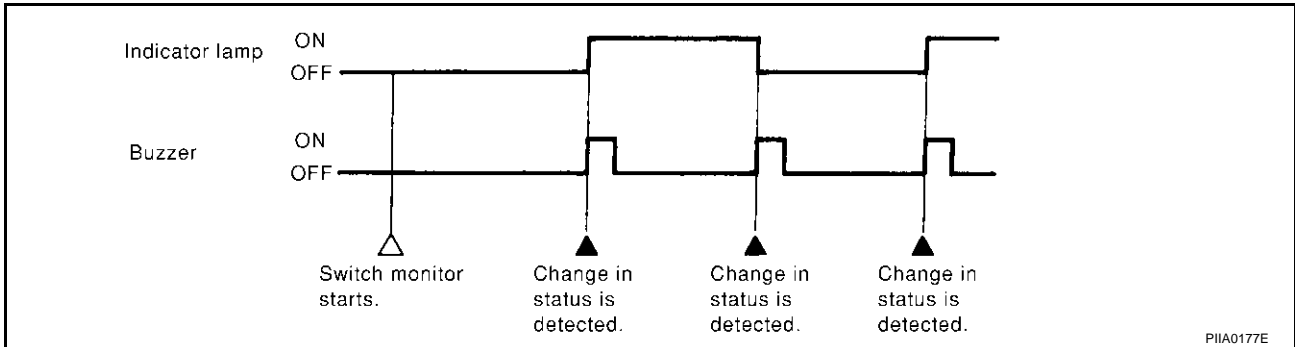 Indicator lamp
ON
OFF
Buzzer
ON
OFF
Switch monitor
starts.
Change in
status is
detected.
Change in
status is
detected.
Change in
status is
detected.
PIIA0177E